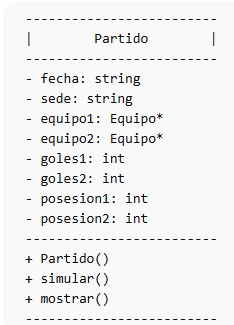 ------------------------
|        Partido        |
------------------------
- fecha: string
- sede: string
- equipo1: Equipo*
- equipo2: Equipo*
- goles1: int
- goles2: int
- posesion1: int
- posesion2: int
------------------------
+ Partido()
+ simular()
+ mostrar()
------------------------